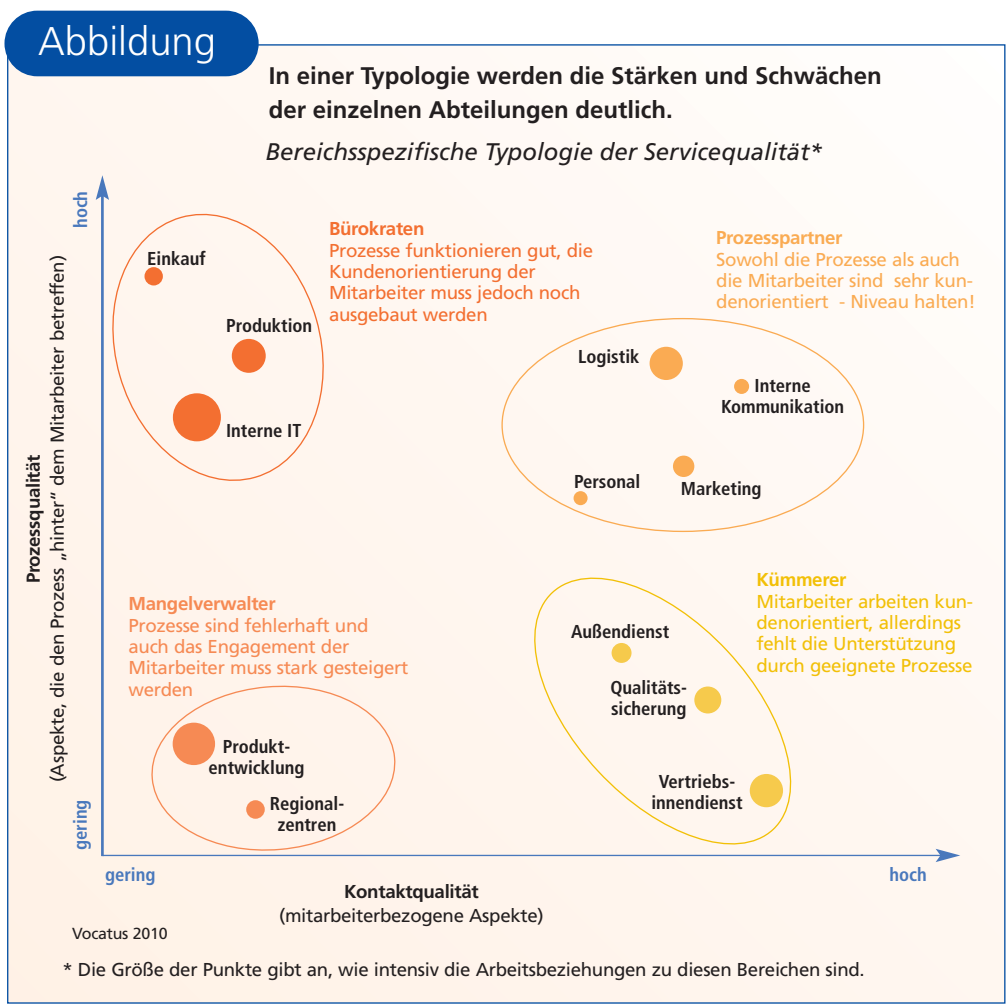 Abbildung
In einer Typologie werden die Stärken und Schwächen
der einzelnen Abteilungen deutlich.
Bereichsspezifische Typologie der Servicequalität*
hoch
Prozessqualität
(Aspekte, die den Prozess „hinter“ dem Mitarbeiter betreffen)
gering
Bürokraten
Prozesse funktionieren gut, die
Kundenorientierung der
Mitarbeiter muss jedoch noch
ausgebaut werden
Einkauf
Produktion
Interne IT
Prozesspartner
Sowohl die Prozesse als auch
die Mitarbeiter sind sehr kun-
denorientiert - Niveau halten!
Logistik
Interne
Kommunikation
Personal
Marketing
Mangelverwalter
Prozesse sind fehlerhaft und
auch das Engagement der
Mitarbeiter muss stark gesteigert
werden
Produkt-
entwicklung
Regional-
zentren
Kümmerer
Mitarbeiter arbeiten kun-
denorientiert, allerdings
fehlt die Unterstützung
durch geeignete Prozesse
Außendienst
Qualitäts-
sicherung
Vertriebs-
innendienst
gering
hoch
Kontaktqualität
(mitarbeiterbezogene Aspekte)
Vocatus 2010
* Die Größe der Punkte gibt an, wie intensiv die Arbeitsbeziehungen zu diesen Bereichen sind.